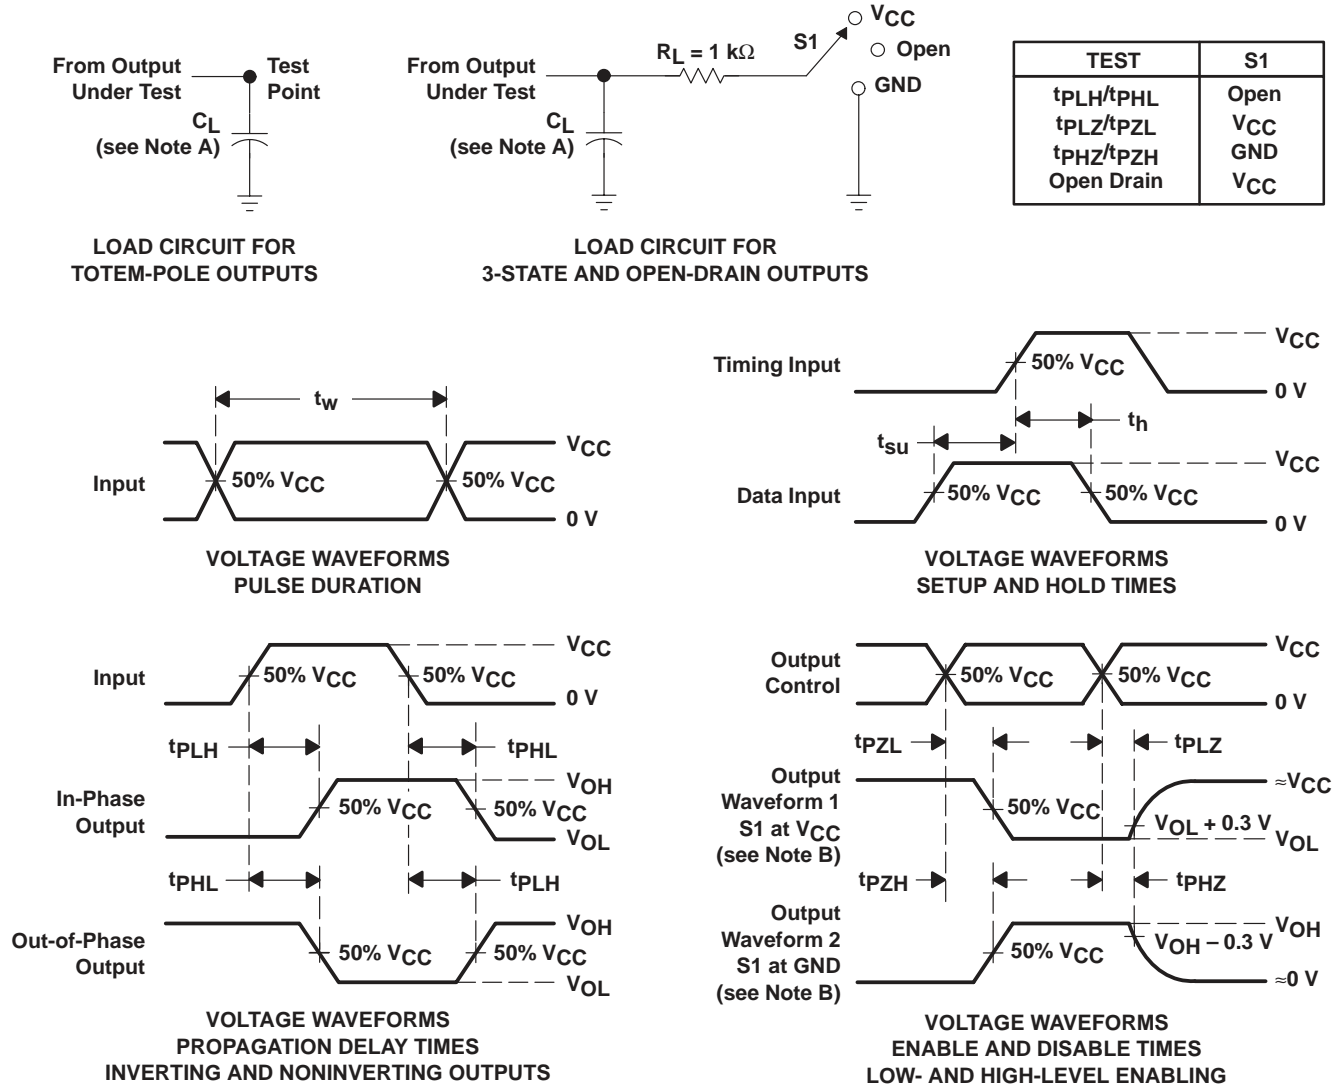 From Output
Under Test
Test
Point
CL
(see Note A)
LOAD CIRCUIT FOR
TOTEM-POLE OUTPUTS
From Output
Under Test
RL = 1 kΩ
S1
VCC
Open
GND
CL
(see Note A)
LOAD CIRCUIT FOR
3-STATE AND OPEN-DRAIN OUTPUTS
TEST S1
tPLH/tPHL Open
tPLZ/tPZL VCC
tPHZ/tPZH GND
Open Drain VCC
tw
Input
50% VCC
50% VCC
VCC
0 V
VOLTAGE WAVEFORMS
PULSE DURATION
Timing Input
50% VCC
VCC
0 V
th
tsu
Data Input
50% VCC
50% VCC
VCC
0 V
VOLTAGE WAVEFORMS
SETUP AND HOLD TIMES
Input
50% VCC
50% VCC
VCC
0 V
tPLH
tPHL
In-Phase
Output
50% VCC
50% VCC
VOH
VOL
tPHL
tPLH
Out-of-Phase
Output
50% VCC
50% VCC
VOH
VOL
VOLTAGE WAVEFORMS
PROPAGATION DELAY TIMES
INVERTING AND NONINVERTING OUTPUTS
Output
Control
50% VCC
50% VCC
VCC
0 V
tPZL
tPLZ
Output
Waveform 1
S1 at VCC
(see Note B)
50% VCC
VOL + 0.3 V
≈VCC
VOL
tPZH
tPHZ
Output
Waveform 2
S1 at GND
(see Note B)
50% VCC
VOH − 0.3 V
VOH
≈0 V
VOLTAGE WAVEFORMS
ENABLE AND DISABLE TIMES
LOW- AND HIGH-LEVEL ENABLING